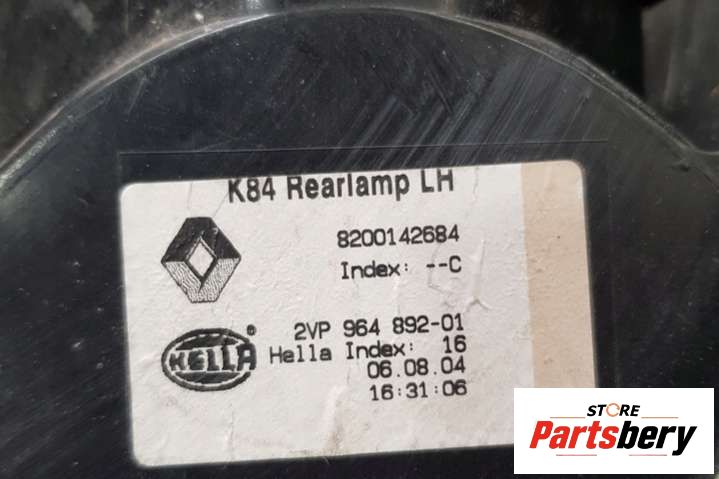 K84 Rearlamp LH
8200142684
Index: --C
HELLA ®
2VP 964 892-01
Hella Index: 16
06.08.04
16:31:06
STORE
Partsbery